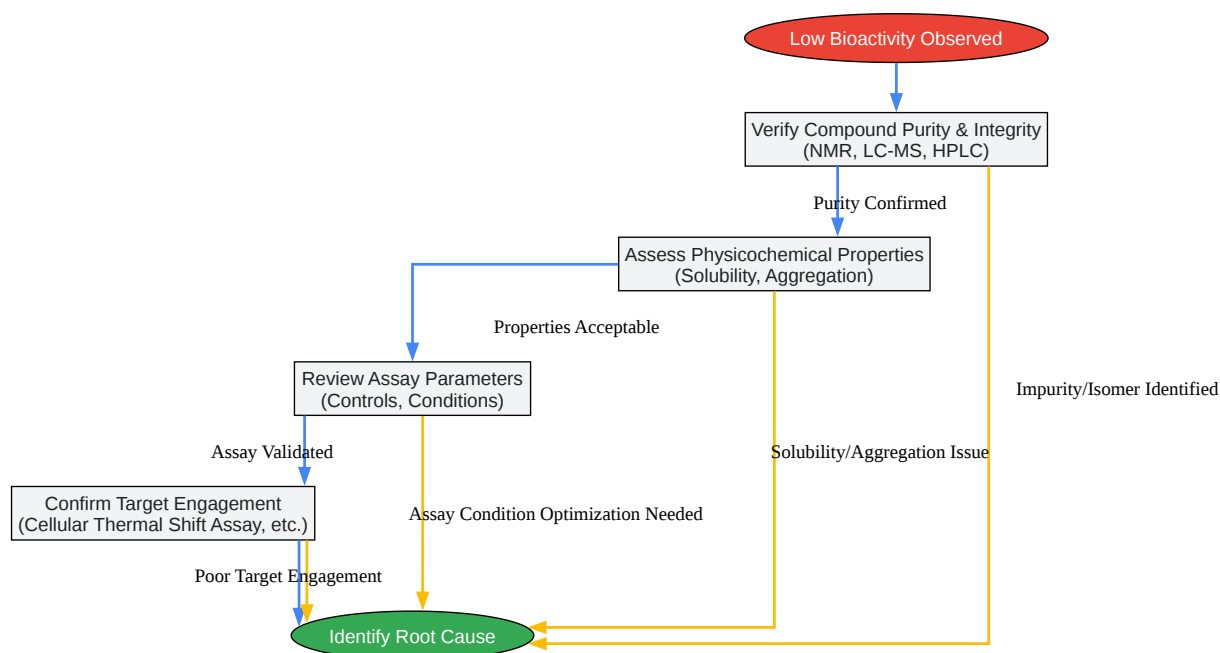 Low Bioactivity Observed
Verify Compound Purity & Integrity
(NMR, LC-MS, HPLC)
Purity Confirmed
Assess Physicochemical Properties
(Solubility, Aggregation)
Properties Acceptable
Review Assay Parameters
(Controls, Conditions)
Impurity/Isomer Identified
Assay Validated
Solubility/Aggregation Issue
Confirm Target Engagement
(Cellular Thermal Shift Assay, etc.)
Assay Condition Optimization Needed
Poor Target Engagement
Identify Root Cause